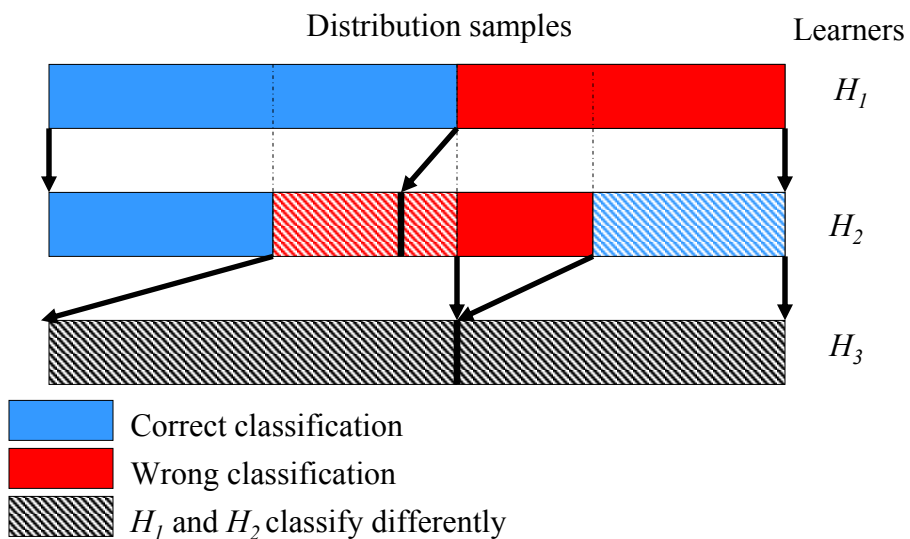 Distribution samples
Learners
H1
H2
H3
Correct classification
Wrong classification
H1 and H2 classify differently